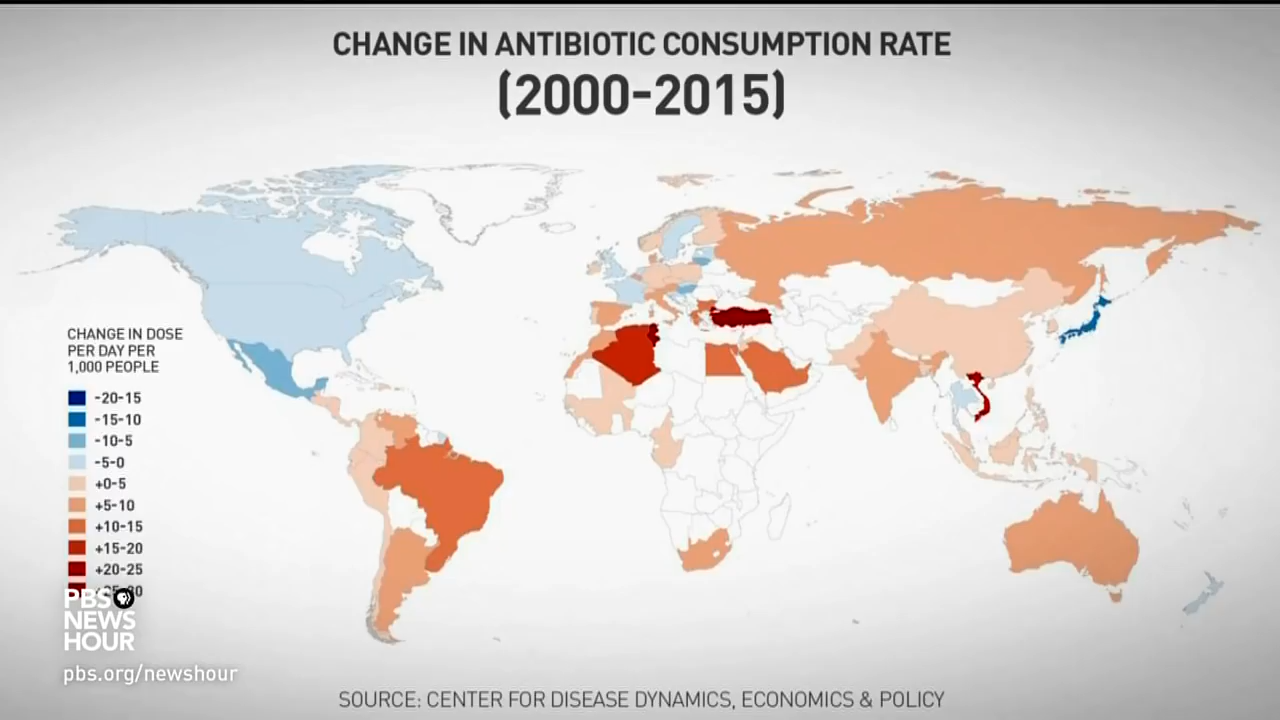 CHANGE IN ANTIBIOTIC CONSUMPTION RATE
(2000-2015)
CHANGE IN DOSE
PER DAY PER
1,000 PEOPLE
-20-15
-15-10
-10-5
-5-0
+0-5
+5-10
+10-15
+15-20
+20-25
PBS
NEWS
HOUR
pbs.org/newshour
SOURCE: CENTER FOR DISEASE DYNAMICS, ECONOMICS & POLICY